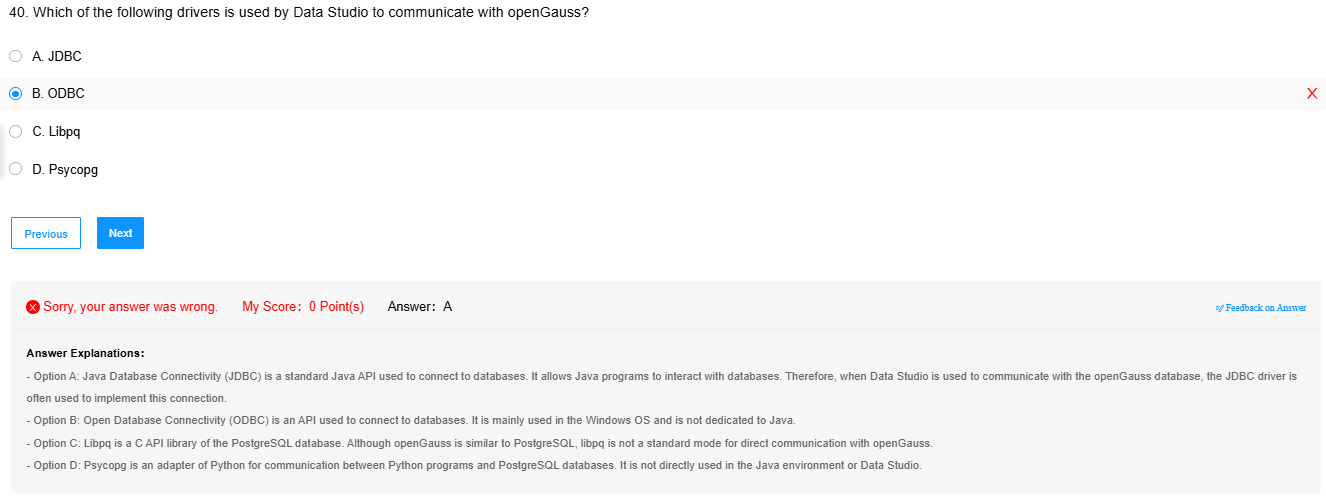 40. Which of the following drivers is used by Data Studio to communicate with openGauss?
A. JDBC
B. ODBC
C. Libpq
D. Psycopg
Previous
Next
Sorry, your answer was wrong. My Score: 0 Point(s) Answer: A
Feedback on Answer
Answer Explanations:
- Option A: Java Database Connectivity (JDBC) is a standard Java API used to connect to databases. It allows Java programs to interact with databases. Therefore, when Data Studio is used to communicate with the openGauss database, the JDBC driver is
often used to implement this connection.
- Option B: Open Database Connectivity (ODBC) is an API used to connect to databases. It is mainly used in the Windows OS and is not dedicated to Java.
- Option C: Libpq is a C API library of the PostgreSQL database. Although openGauss is similar to PostgreSQL, libpq is not a standard mode for direct communication with openGauss.
- Option D: Psycopg is an adapter of Python for communication between Python programs and PostgreSQL databases. It is not directly used in the Java environment or Data Studio.